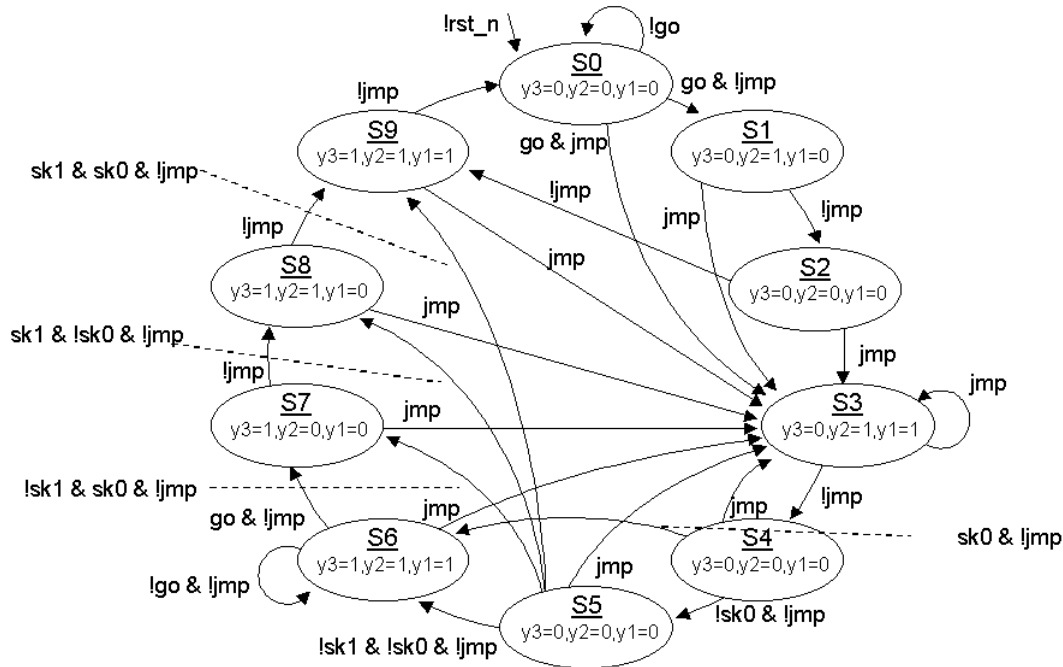 !rst_n
!go
S0
y3=0,y2=0,y1=0
go & !jmp
!jmp
S9
y3=1,y2=1,y1=1
go & jmp
S1
y3=0,y2=1,y1=0
sk1 & sk0 & !jmp
!jmp
jmp
!jmp
!jmp
jmp
S8
y3=1,y2=1,y1=0
S2
y3=0,y2=0,y1=0
jmp
sk1 & !sk0 & !jmp
jmp
!jmp
S7
y3=1,y2=0,y1=0
jmp
S3
y3=0,y2=1,y1=1
jmp
!sk1 & sk0 & !jmp
go & !jmp
jmp
jmp
!jmp
S6
y3=1,y2=1,y1=1
S4
y3=0,y2=0,y1=0
sk0 & !jmp
!go & !jmp
jmp
S5
y3=0,y2=0,y1=0
!sk0 & !jmp
!sk1 & !sk0 & !jmp